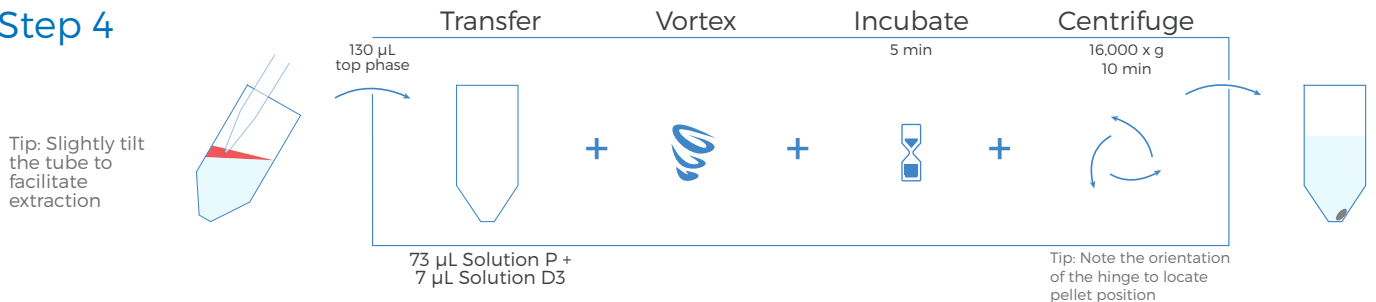 Step 4
Transfer
Vortex
Incubate
Centrifuge
130 µL
top phase
5 min
16,000 x g
10 min
Tip: Slightly tilt
the tube to
facilitate
extraction
+
+
+
73 µL Solution P +
7 µL Solution D3
Tip: Note the orientation
of the hinge to locate
pellet position